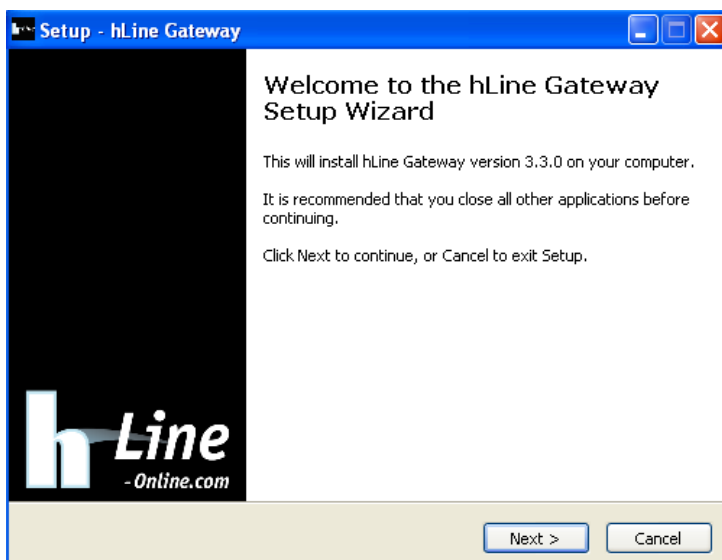 Setup - hLine Gateway
Welcome to the hLine Gateway
Setup Wizard
This will install hLine Gateway version 3.3.0 on your computer.
It is recommended that you close all other applications before
continuing.
Click Next to continue, or Cancel to exit Setup.
h Line
-Online.com
Next >
Cancel